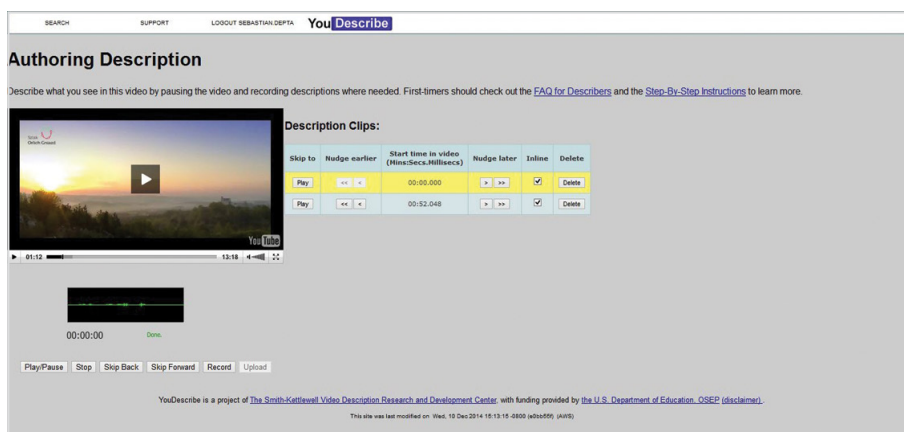 SEARCH SUPPORT LOGOUT SEBASTIAN.DEPTA YouDescribe
Authoring Description
Describe what you see in this video by pausing the video and recording descriptions where needed. First-timers should check out the FAQ for Describers and the Step-By-Step Instructions to learn more.
Description Clips:
Skip to Nudge earlier Start time in video (Mins:Secs.Millisecs) Nudge later Inline Delete
Play << < 00:00.000 > >> Delete
Play << < 00:52.048 > >> Delete
YouTube
01:12 13:18
00:00:00 Done.
Play/Pause Stop Skip Back Skip Forward Record Upload
YouDescribe is a project of The Smith-Kettlewell Video Description Research and Development Center, with funding provided by the U.S. Department of Education, OSEP (disclaimer).
This site was last modified on Wed, 10 Dec 2014 15:13:15 -0800 (e0bb55f) (AWS)